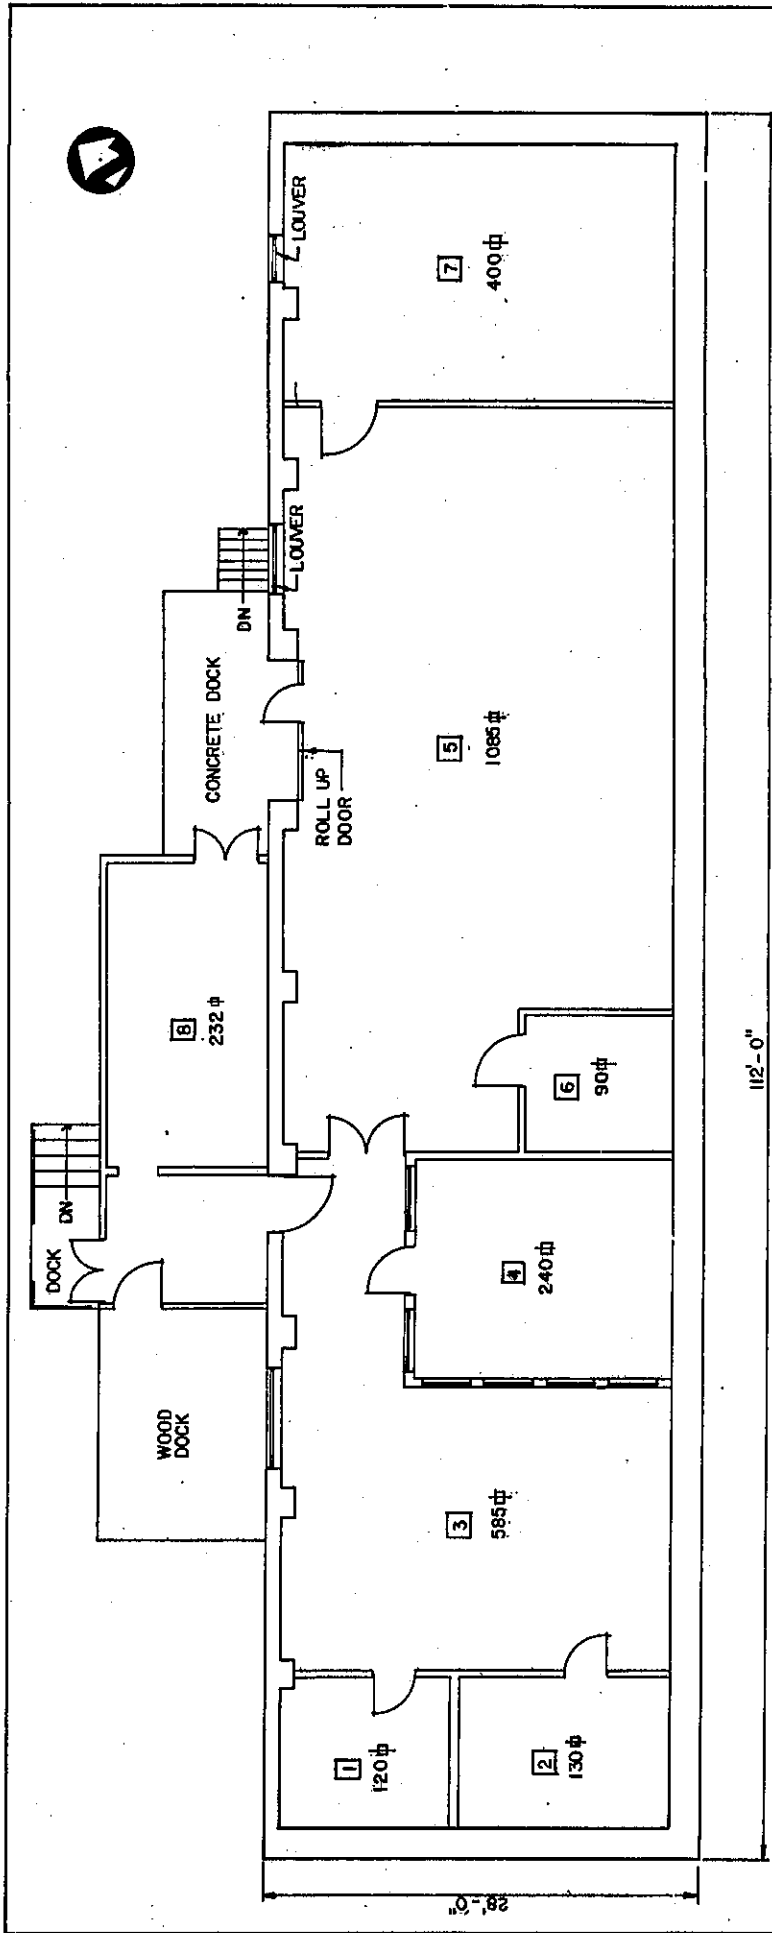 DOCK
DN
WOOD
DOCK
8
232⌽
CONCRETE DOCK
DN
ROLL UP
DOOR
LOUVER
LOUVER
1
120⌽
2
130⌽
3
585⌽
4
240⌽
5
1085⌽
6
90⌽
7
400⌽
28'-0"
112'-0"